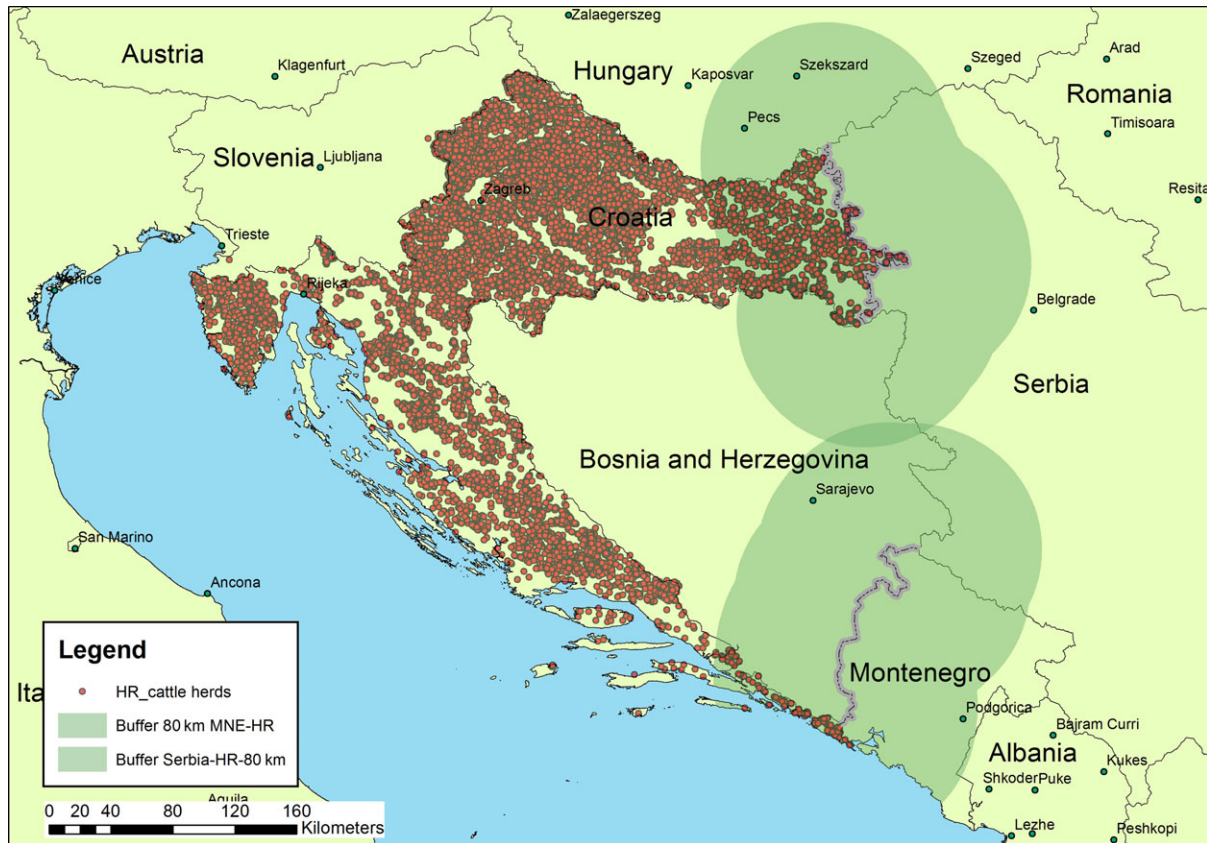 Zalaegerszeg
Austria
Klagenfurt
Hungary
Kaposvar
Szekszard
Szeged
Arad
Romania
Pecs
Timisoara
Slovenia
Ljubljana
Zagreb
Resita
Croatia
Trieste
Venice
Rijeka
Belgrade
Serbia
Bosnia and Herzegovina
Sarajevo
San Marino
Ancona
Montenegro
Podgorica
Bajram Curri
Albania
Kukes
Shkoder
Puke
Lezhe
Peshkopi
Ita
Legend
HR_cattle herds
Buffer 80 km MNE-HR
Buffer Serbia-HR-80 km
Aquila
0 20 40 80 120 160
Kilometers